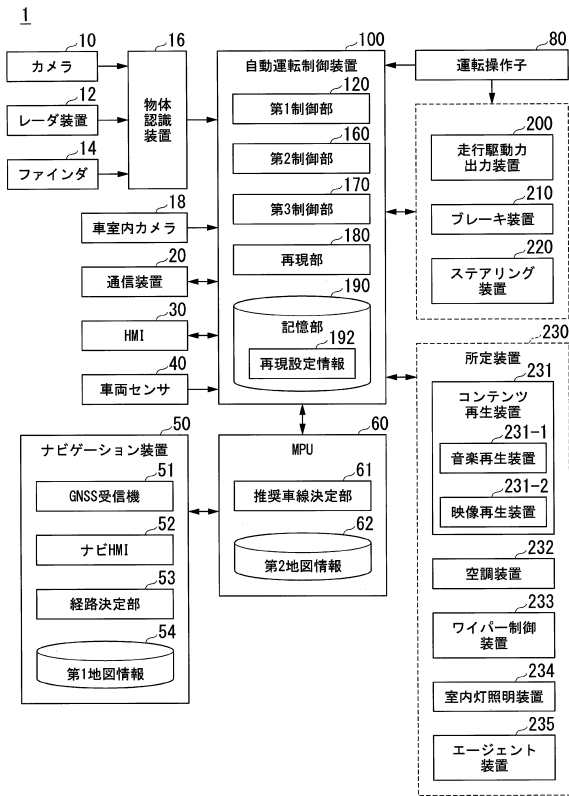 1
10
カメラ
12
レーダ装置
14
ファインダ
16
物体
認識
装置
18
車室内カメラ
20
通信装置
30
HMI
40
車両センサ
100
自動運転制御装置
120
第1制御部
160
第2制御部
170
第3制御部
180
再現部
190
記憶部
192
再現設定情報
80
運転操作子
200
走行駆動力
出力装置
210
ブレーキ装置
220
ステアリング
装置
230
所定装置
231
コンテンツ
再生装置
231-1
音楽再生装置
231-2
映像再生装置
232
空調装置
233
ワイパー制御
装置
234
室内灯照明装置
235
エージェント
装置
50
ナビゲーション装置
51
GNSS受信機
52
ナビHMI
53
経路決定部
54
第1地図情報
60
MPU
61
推奨車線決定部
62
第2地図情報